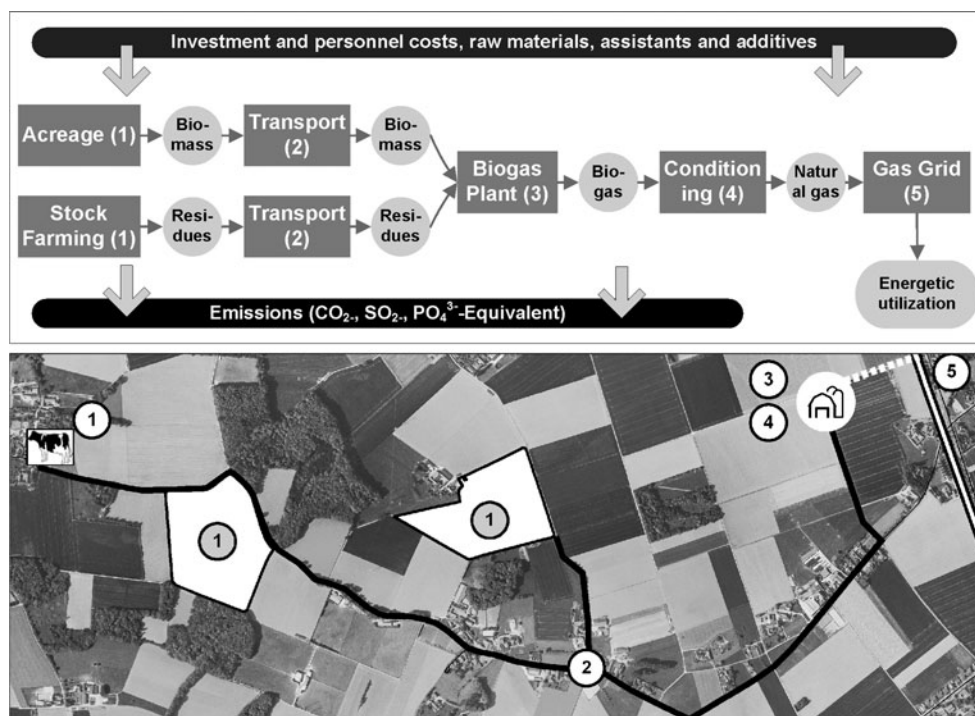 Investment and personnel costs, raw materials, assistants and additives
Acreage (1)
Bio-
mass
Transport
(2)
Bio-
mass
Stock
Farming (1)
Resi-
dues
Transport
(2)
Resi-
dues
Biogas
Plant (3)
Bio-
gas
Condition
ing (4)
Natur
al gas
Gas Grid
(5)
Energetic
utilization
Emissions (CO₂-, SO₂-, PO₄³⁻-Equivalent)
1
1
1
2
3
4
5